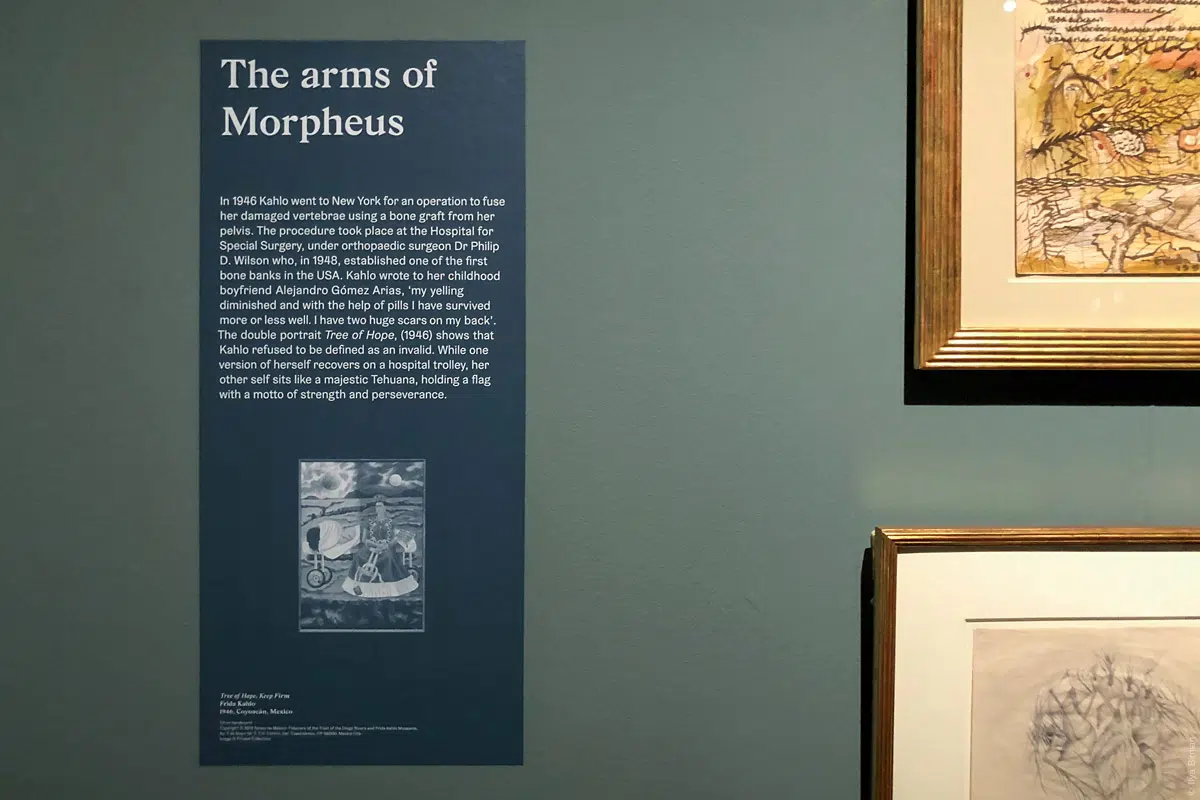 The arms of
Morpheus
In 1946 Kahlo went to New York for an operation to fuse
her damaged vertebrae using a bone graft from her
pelvis. The procedure took place at the Hospital for
Special Surgery, under orthopaedic surgeon Dr Philip
D. Wilson who, in 1948, established one of the first
bone banks in the USA. Kahlo wrote to her childhood
boyfriend Alejandro Gómez Arias, ‘my yelling
diminished and with the help of pills I have survived
more or less well. I have two huge scars on my back’.
The double portrait Tree of Hope, (1946) shows that
Kahlo refused to be defined as an invalid. While one
version of herself recovers on a hospital trolley, her
other self sits like a majestic Tehuana, holding a flag
with a motto of strength and perseverance.
Tree of Hope, Keep Firm
Frida Kahlo
1946, Coyoacán, Mexico